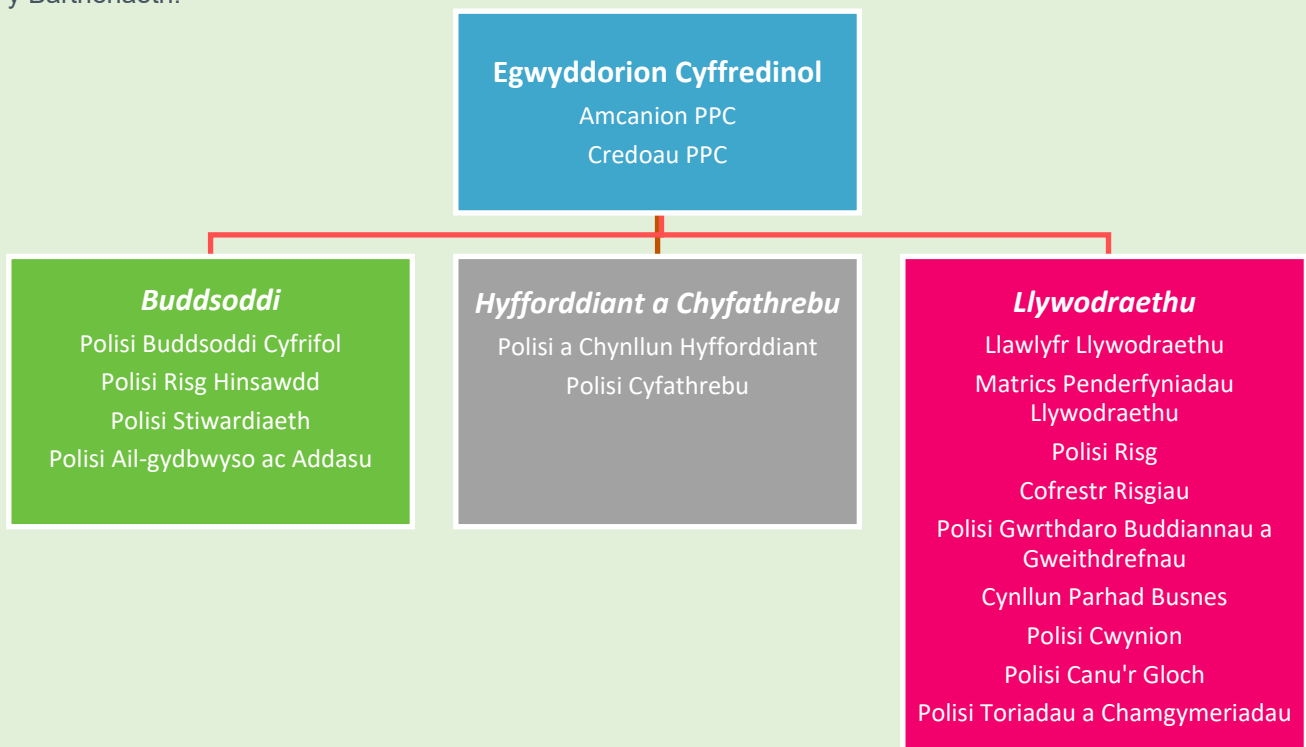 y Bartneriaeth.
Egwyddorion Cyffredinol
Amcanion PPC
Credoau PPC
Buddsoddi
Polisi Buddsoddi Cyfrifol
Polisi Risg Hinsawdd
Polisi Stiwardiaeth
Polisi Ail-gydbwyso ac Addasu
Hyfforddiant a Chyfathrebu
Polisi a Chynllun Hyfforddiant
Polisi Cyfathrebu
Llywodraethu
Llawlyfr Llywodraethu
Matrics Penderfyniadau
Llywodraethu
Polisi Risg
Cofrestr Risgiau
Polisi Gwrthdaro Buddiannau a
Gweithdrefnau
Cynllun Parhad Busnes
Polisi Cwynion
Polisi Canu'r Gloch
Polisi Toriadau a Chamgymeriadau